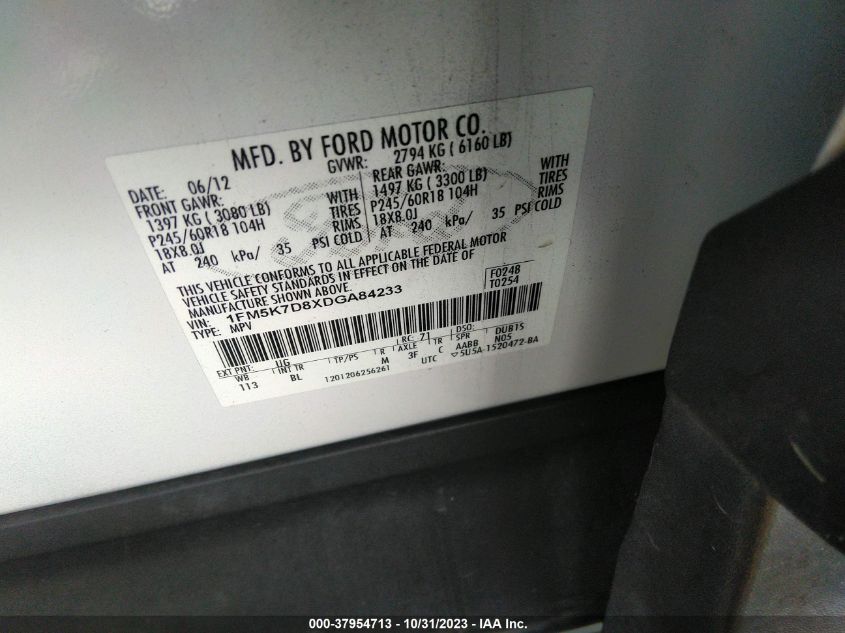 MFD. BY FORD MOTOR CO.
DATE: 06/12 GVWR: 2794 KG ( 6160 LB)
FRONT GAWR: REAR GAWR:
1397 KG ( 3080 LB) WITH 1497 KG ( 3300 LB) WITH
P245/60R18 104H TIRES P245/60R18 104H TIRES
18X8.0J RIMS 18X8.0J RIMS
AT 240 kPa/ 35 PSI COLD AT 240 kPa/ 35 PSI COLD
THIS VEHICLE CONFORMS TO ALL APPLICABLE FEDERAL MOTOR
VEHICLE SAFETY STANDARDS IN EFFECT ON THE DATE OF
MANUFACTURE SHOWN ABOVE.
VIN: 1FM5K7D8XDGA84233
TYPE: MPV
F0248
T0254
EXT PNT: UG RC: 71 DSO:
WB INT TR TP/PS R AXLE TR SPR DUB1S
113 BL M 3F C AABB N05
1201206256261 UTC ▽5U5A-1520472-BA
000-37954713 - 10/31/2023 - IAA Inc.